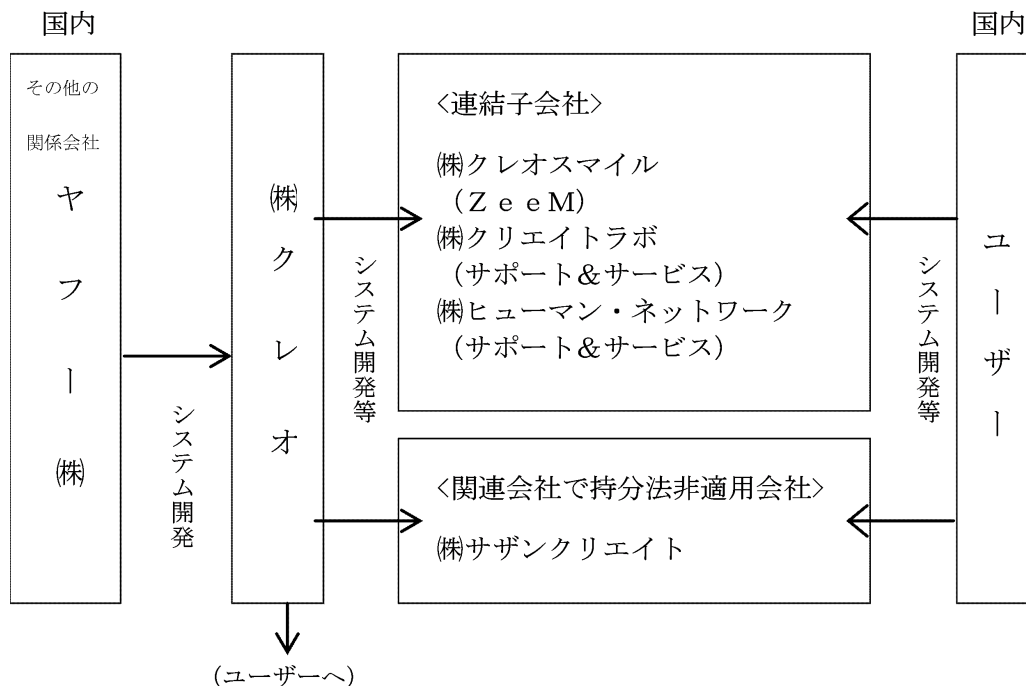 国内
国内
その他の
関係会社
ヤフー㈱
システム開発
㈱クレオ
システム開発等
<連結子会社>
㈱クレオスマイル
(ZeeM)
㈱クリエイトラボ
(サポート&サービス)
㈱ヒューマン・ネットワーク
(サポート&サービス)
<関連会社で持分法非適用会社>
㈱サザンクリエイト
システム開発等
ユーザー
(ユーザーへ)